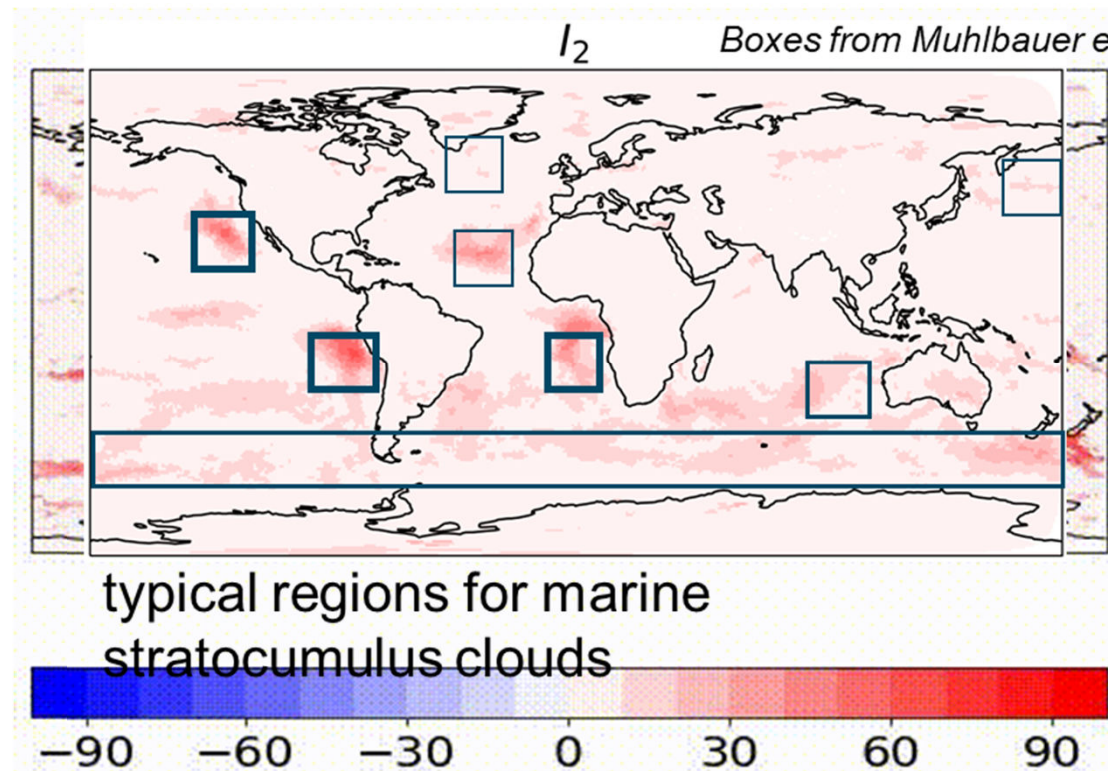 I₂
Boxes from Muhlbauer e
typical regions for marine
stratocumulus clouds
−90 −60 −30 0 30 60 90